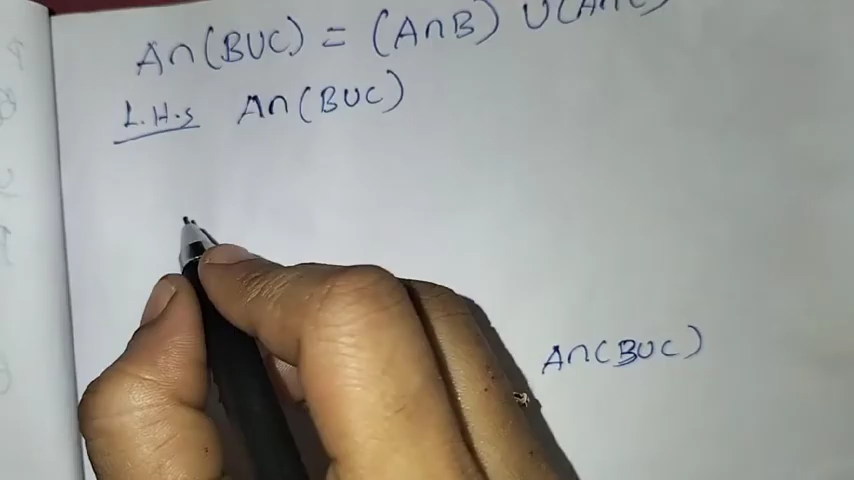 A∩(BUC) = (A∩B) U(A∩C)
L.H.S A∩(BUC)
A∩(BUC)